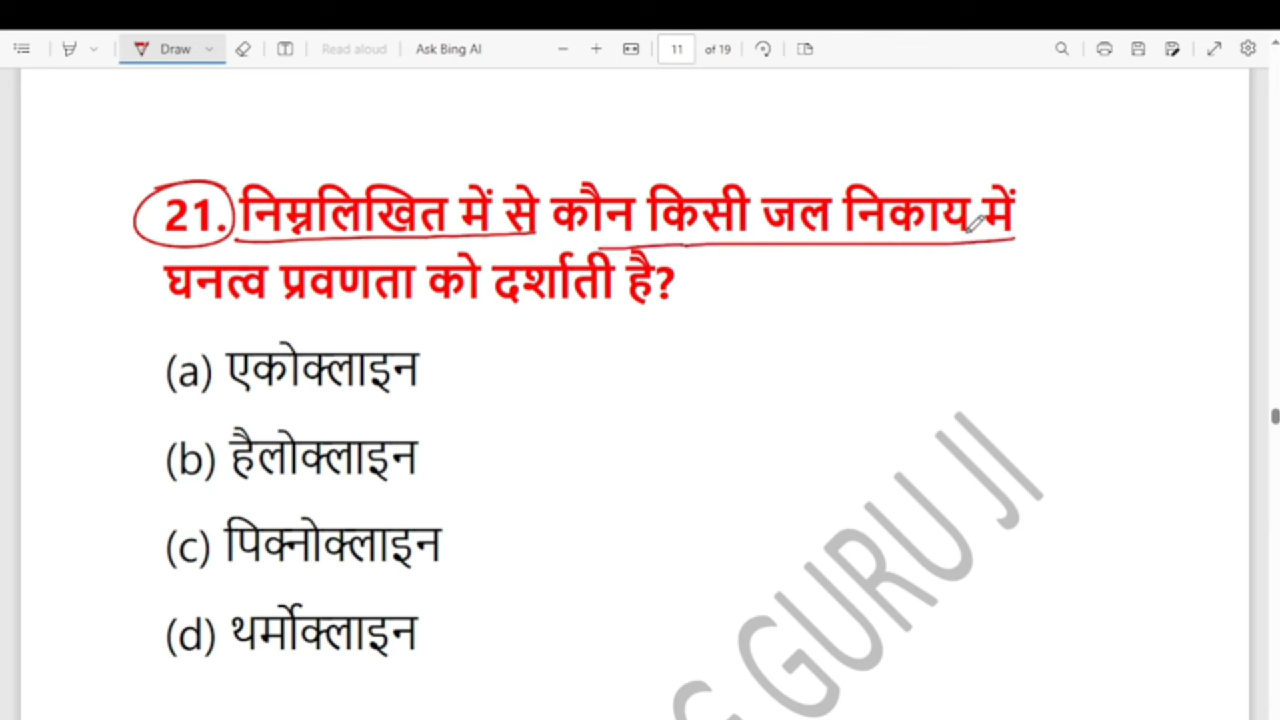 Draw
Read aloud
Ask Bing AI
11
of 19
21. निम्नलिखित में से कौन किसी जल निकाय में
घनत्व प्रवणता को दर्शाती है?
(a) एकोक्लाइन
(b) हैलोक्लाइन
(c) पिक्नोक्लाइन
(d) थर्मोक्लाइन
G GURU JI